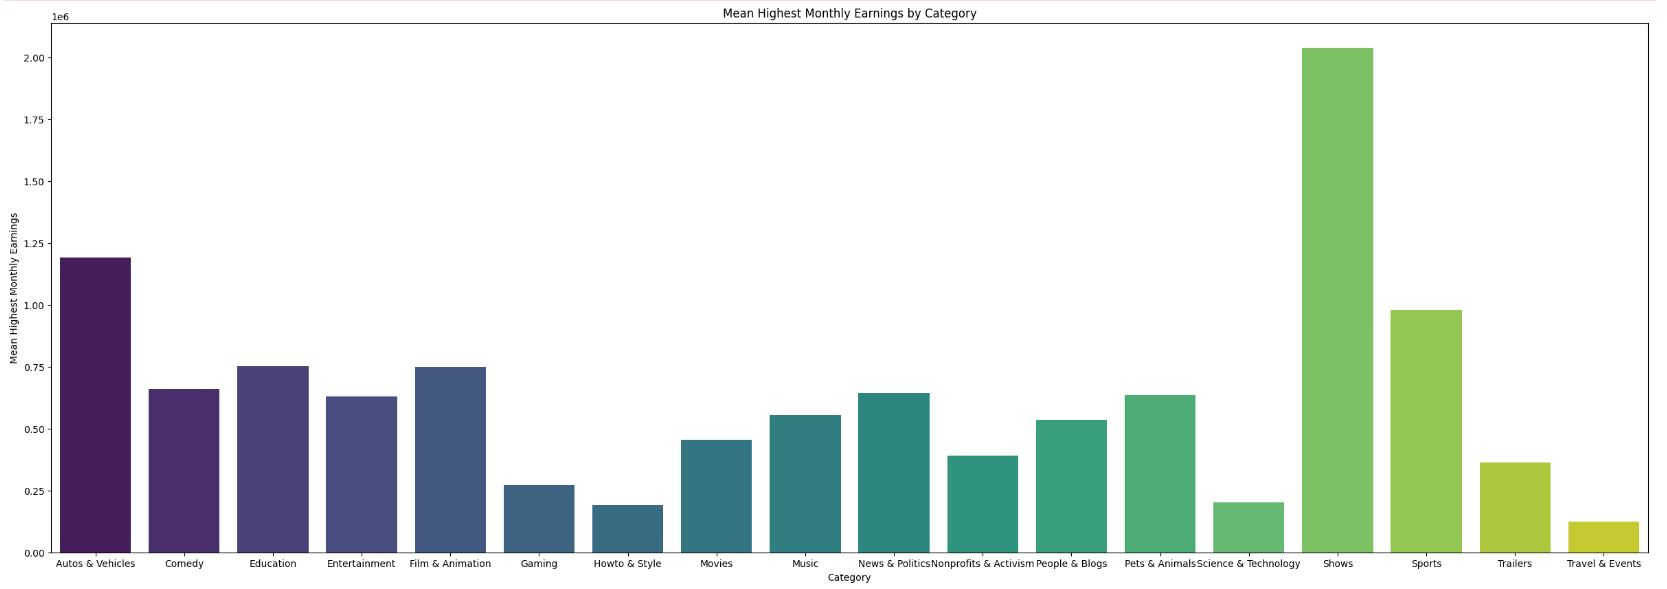 Mean Highest Monthly Earnings by Category
1e6
2.00
1.75
1.50
1.25
1.00
0.75
0.50
0.25
0.00
Mean Highest Monthly Earnings
Autos & Vehicles Comedy Education Entertainment Film & Animation Gaming Howto & Style Movies Music News & Politics Nonprofits & Activism People & Blogs Pets & Animals Science & Technology Shows Sports Trailers Travel & Events
Category